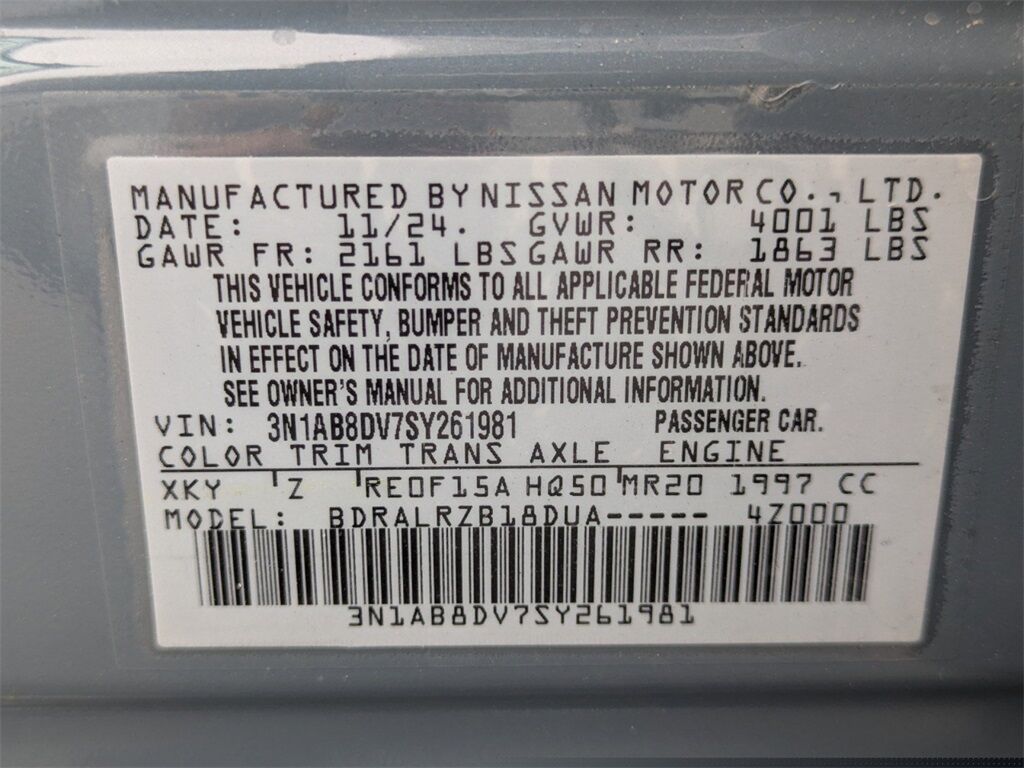 MANUFACTURED BY NISSAN MOTOR CO., LTD.
DATE: 11/24. GVWR: 4001 LBS
GAWR FR: 2161 LBS GAWR RR: 1863 LBS
THIS VEHICLE CONFORMS TO ALL APPLICABLE FEDERAL MOTOR
VEHICLE SAFETY, BUMPER AND THEFT PREVENTION STANDARDS
IN EFFECT ON THE DATE OF MANUFACTURE SHOWN ABOVE.
SEE OWNER'S MANUAL FOR ADDITIONAL INFORMATION.
VIN: 3N1AB8DV7SY261981 PASSENGER CAR.
COLOR TRIM TRANS AXLE ENGINE
XKY Z RE0F15A HQ50 MR20 1997 CC
MODEL: BDRALRZB18DUA----- 4Z000
3N1AB8DV7SY261981